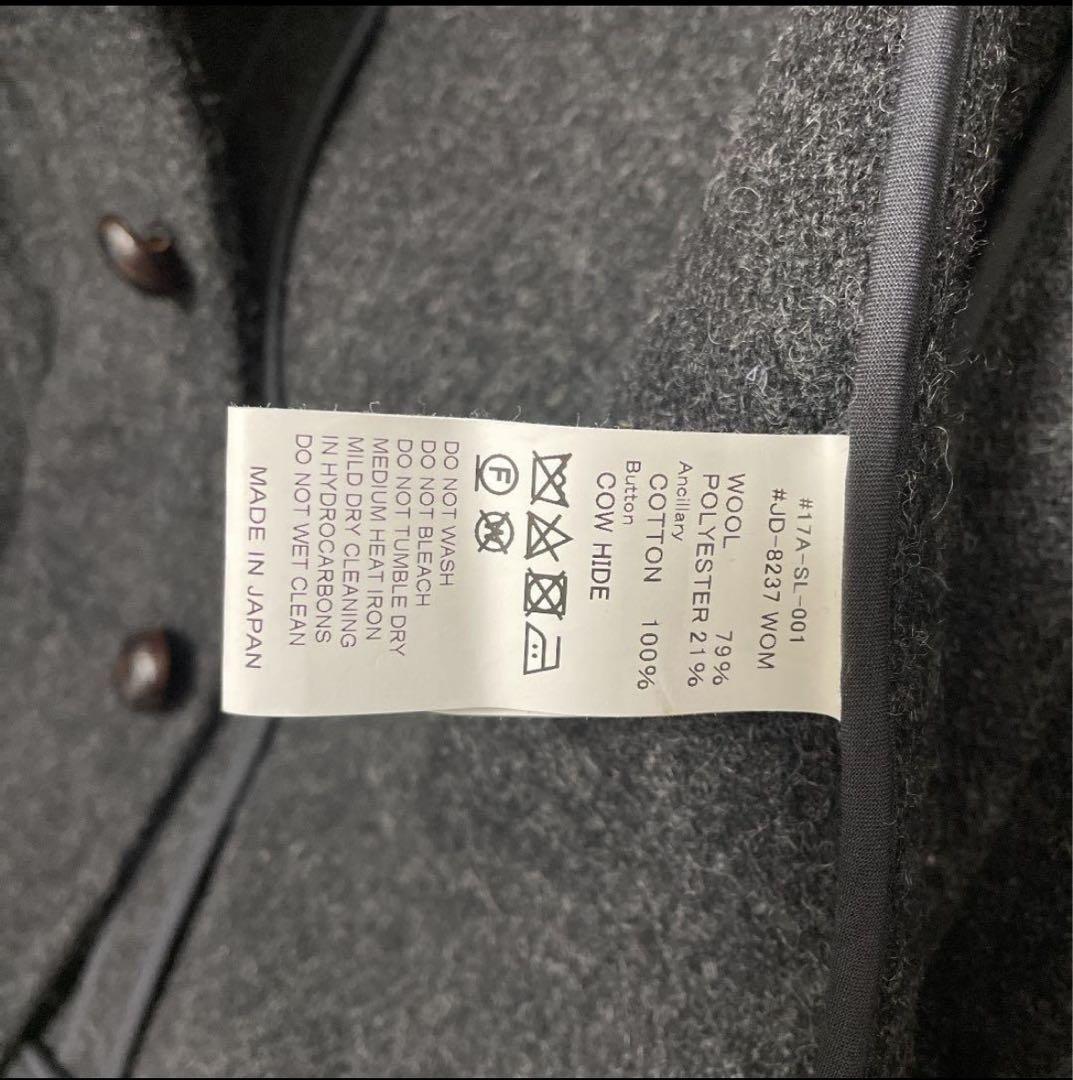 #17A-SL-001
#JD-8237 WOM
WOOL 79%
POLYESTER 21%
Ancillary
COTTON 100%
Button
COW HIDE
F
W
DO NOT WASH
DO NOT BLEACH
DO NOT TUMBLE DRY
MEDIUM HEAT IRON
MILD DRY CLEANING
IN HYDROCARBONS
DO NOT WET CLEAN
MADE IN JAPAN